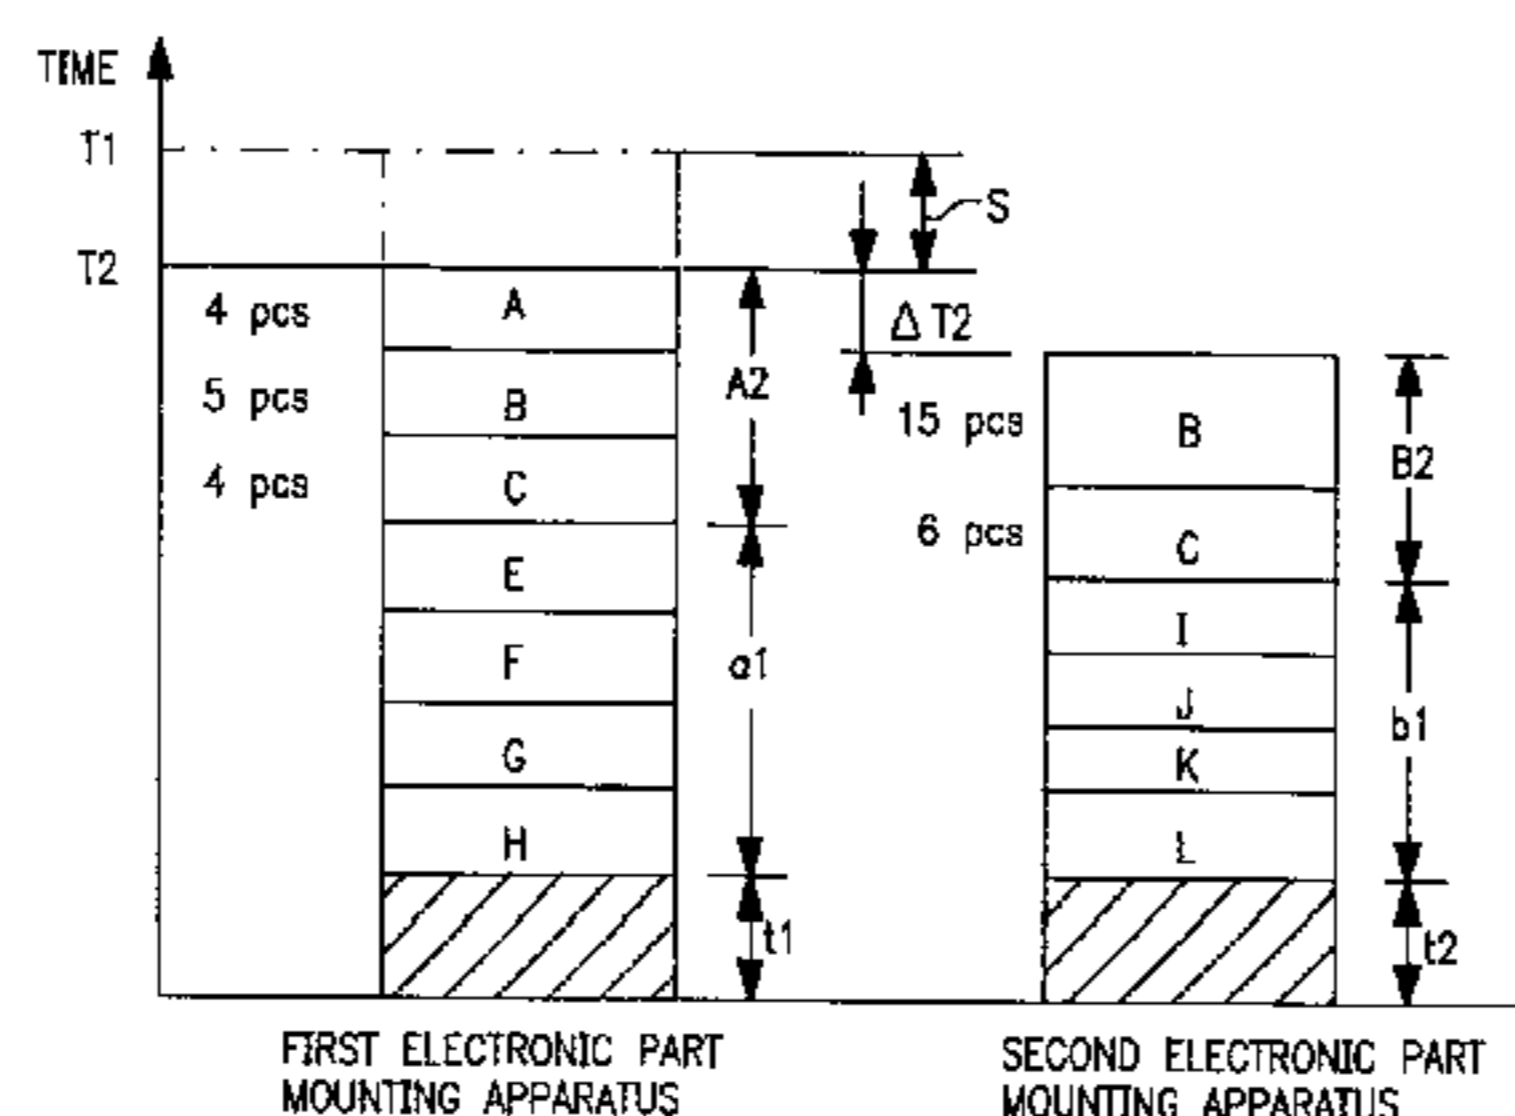 TIME
T1
S
T2
4 pcs
A
Δ T2
5 pcs
B
A2
15 pcs
B
B2
4 pcs
C
6 pcs
C
E
I
F
a1
J
b1
G
K
H
L
t1
t2
FIRST ELECTRONIC PART
MOUNTING APPARATUS
SECOND ELECTRONIC PART
MOUNTING APPARATUS